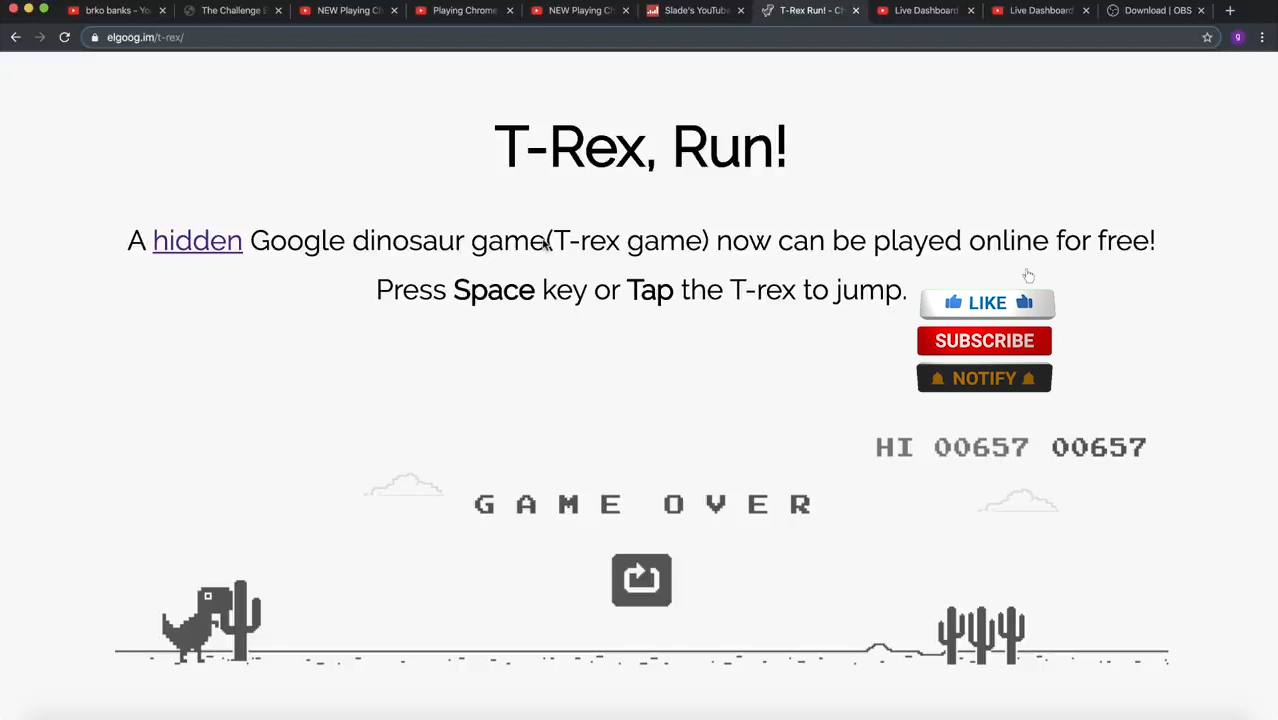 brko banks - Yo
The Challenge E
NEW Playing Ch
Playing Chrome
NEW Playing Ch
Slade's YouTube
T-Rex Run! - Ch
Live Dashboard
Live Dashboard
Download | OBS
elgoog.im/t-rex/
g
T-Rex, Run!
A hidden Google dinosaur game(T-rex game) now can be played online for free!
Press Space key or Tap the T-rex to jump.
LIKE
SUBSCRIBE
NOTIFY
HI 00657 00657
GAME OVER